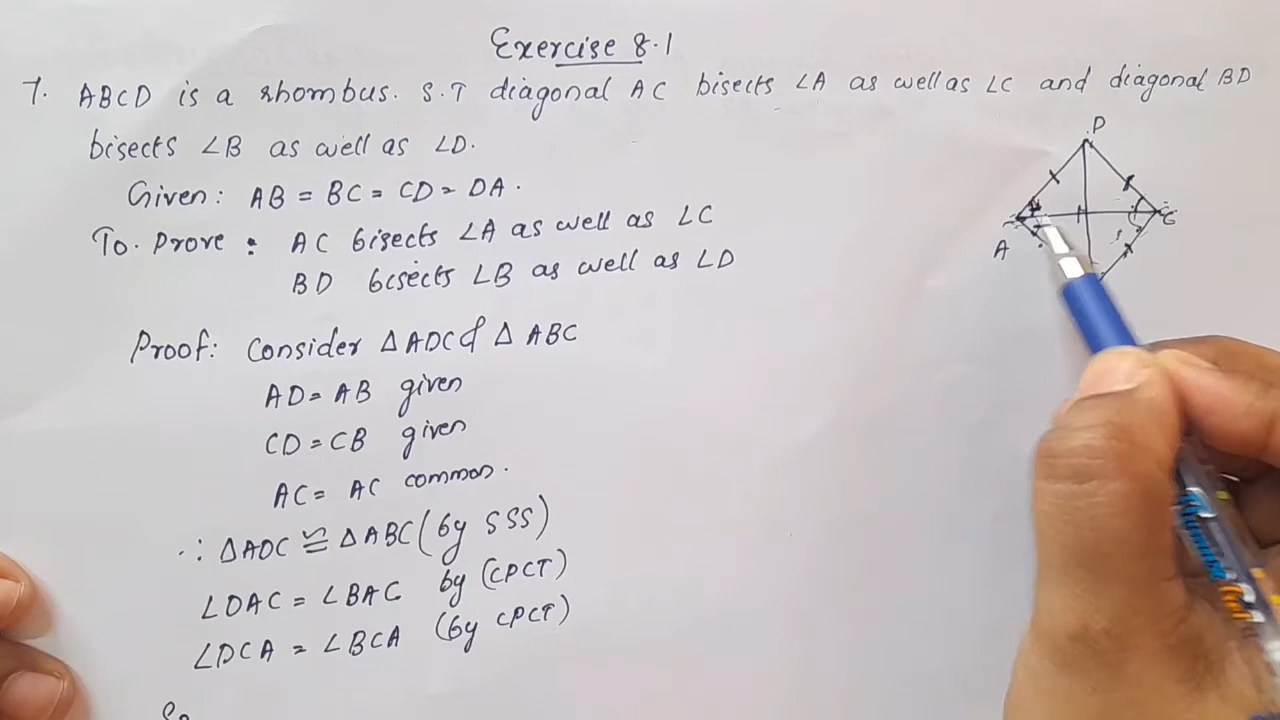 Exercise 8.1
7. ABCD is a rhombus. S.T diagonal AC bisects ∠A as well as ∠C and diagonal BD
bisects ∠B as well as ∠D.
Given: AB = BC = CD = DA.
To. Prove : AC bisects ∠A as well as ∠C
BD bisects ∠B as well as ∠D
Proof: Consider Δ ADC & Δ ABC
AD = AB given
CD = CB given
AC = AC common.
∴ ΔADC ≅ ΔABC (by SSS)
∠DAC = ∠BAC by (CPCT)
∠DCA = ∠BCA (by CPCT)
So
D
A
C